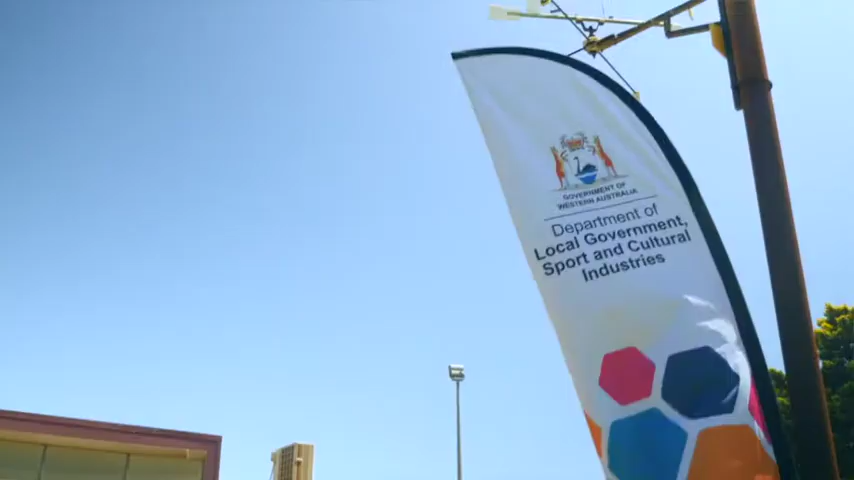 GOVERNMENT OF
WESTERN AUSTRALIA
Department of
Local Government,
Sport and Cultural
Industries